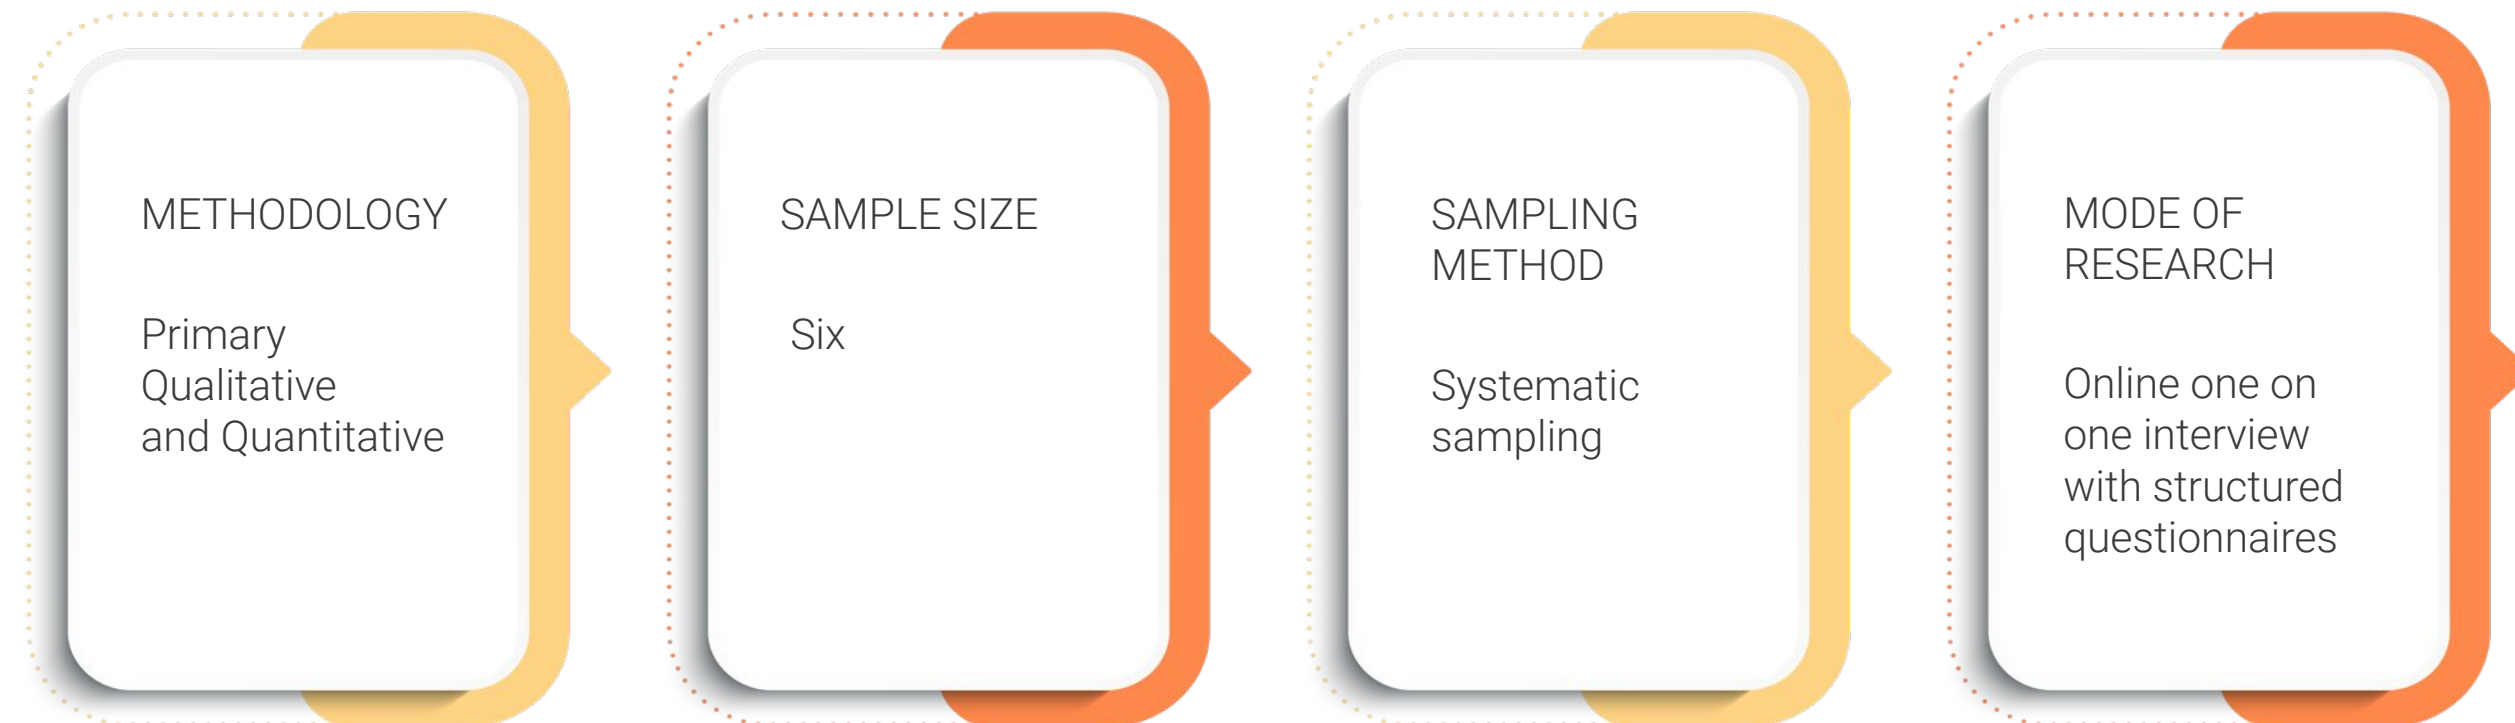 METHODOLOGY
Primary
Qualitative
and Quantitative
SAMPLE SIZE
Six
SAMPLING
METHOD
Systematic
sampling
MODE OF
RESEARCH
Online one on
one interview
with structured
questionnaires